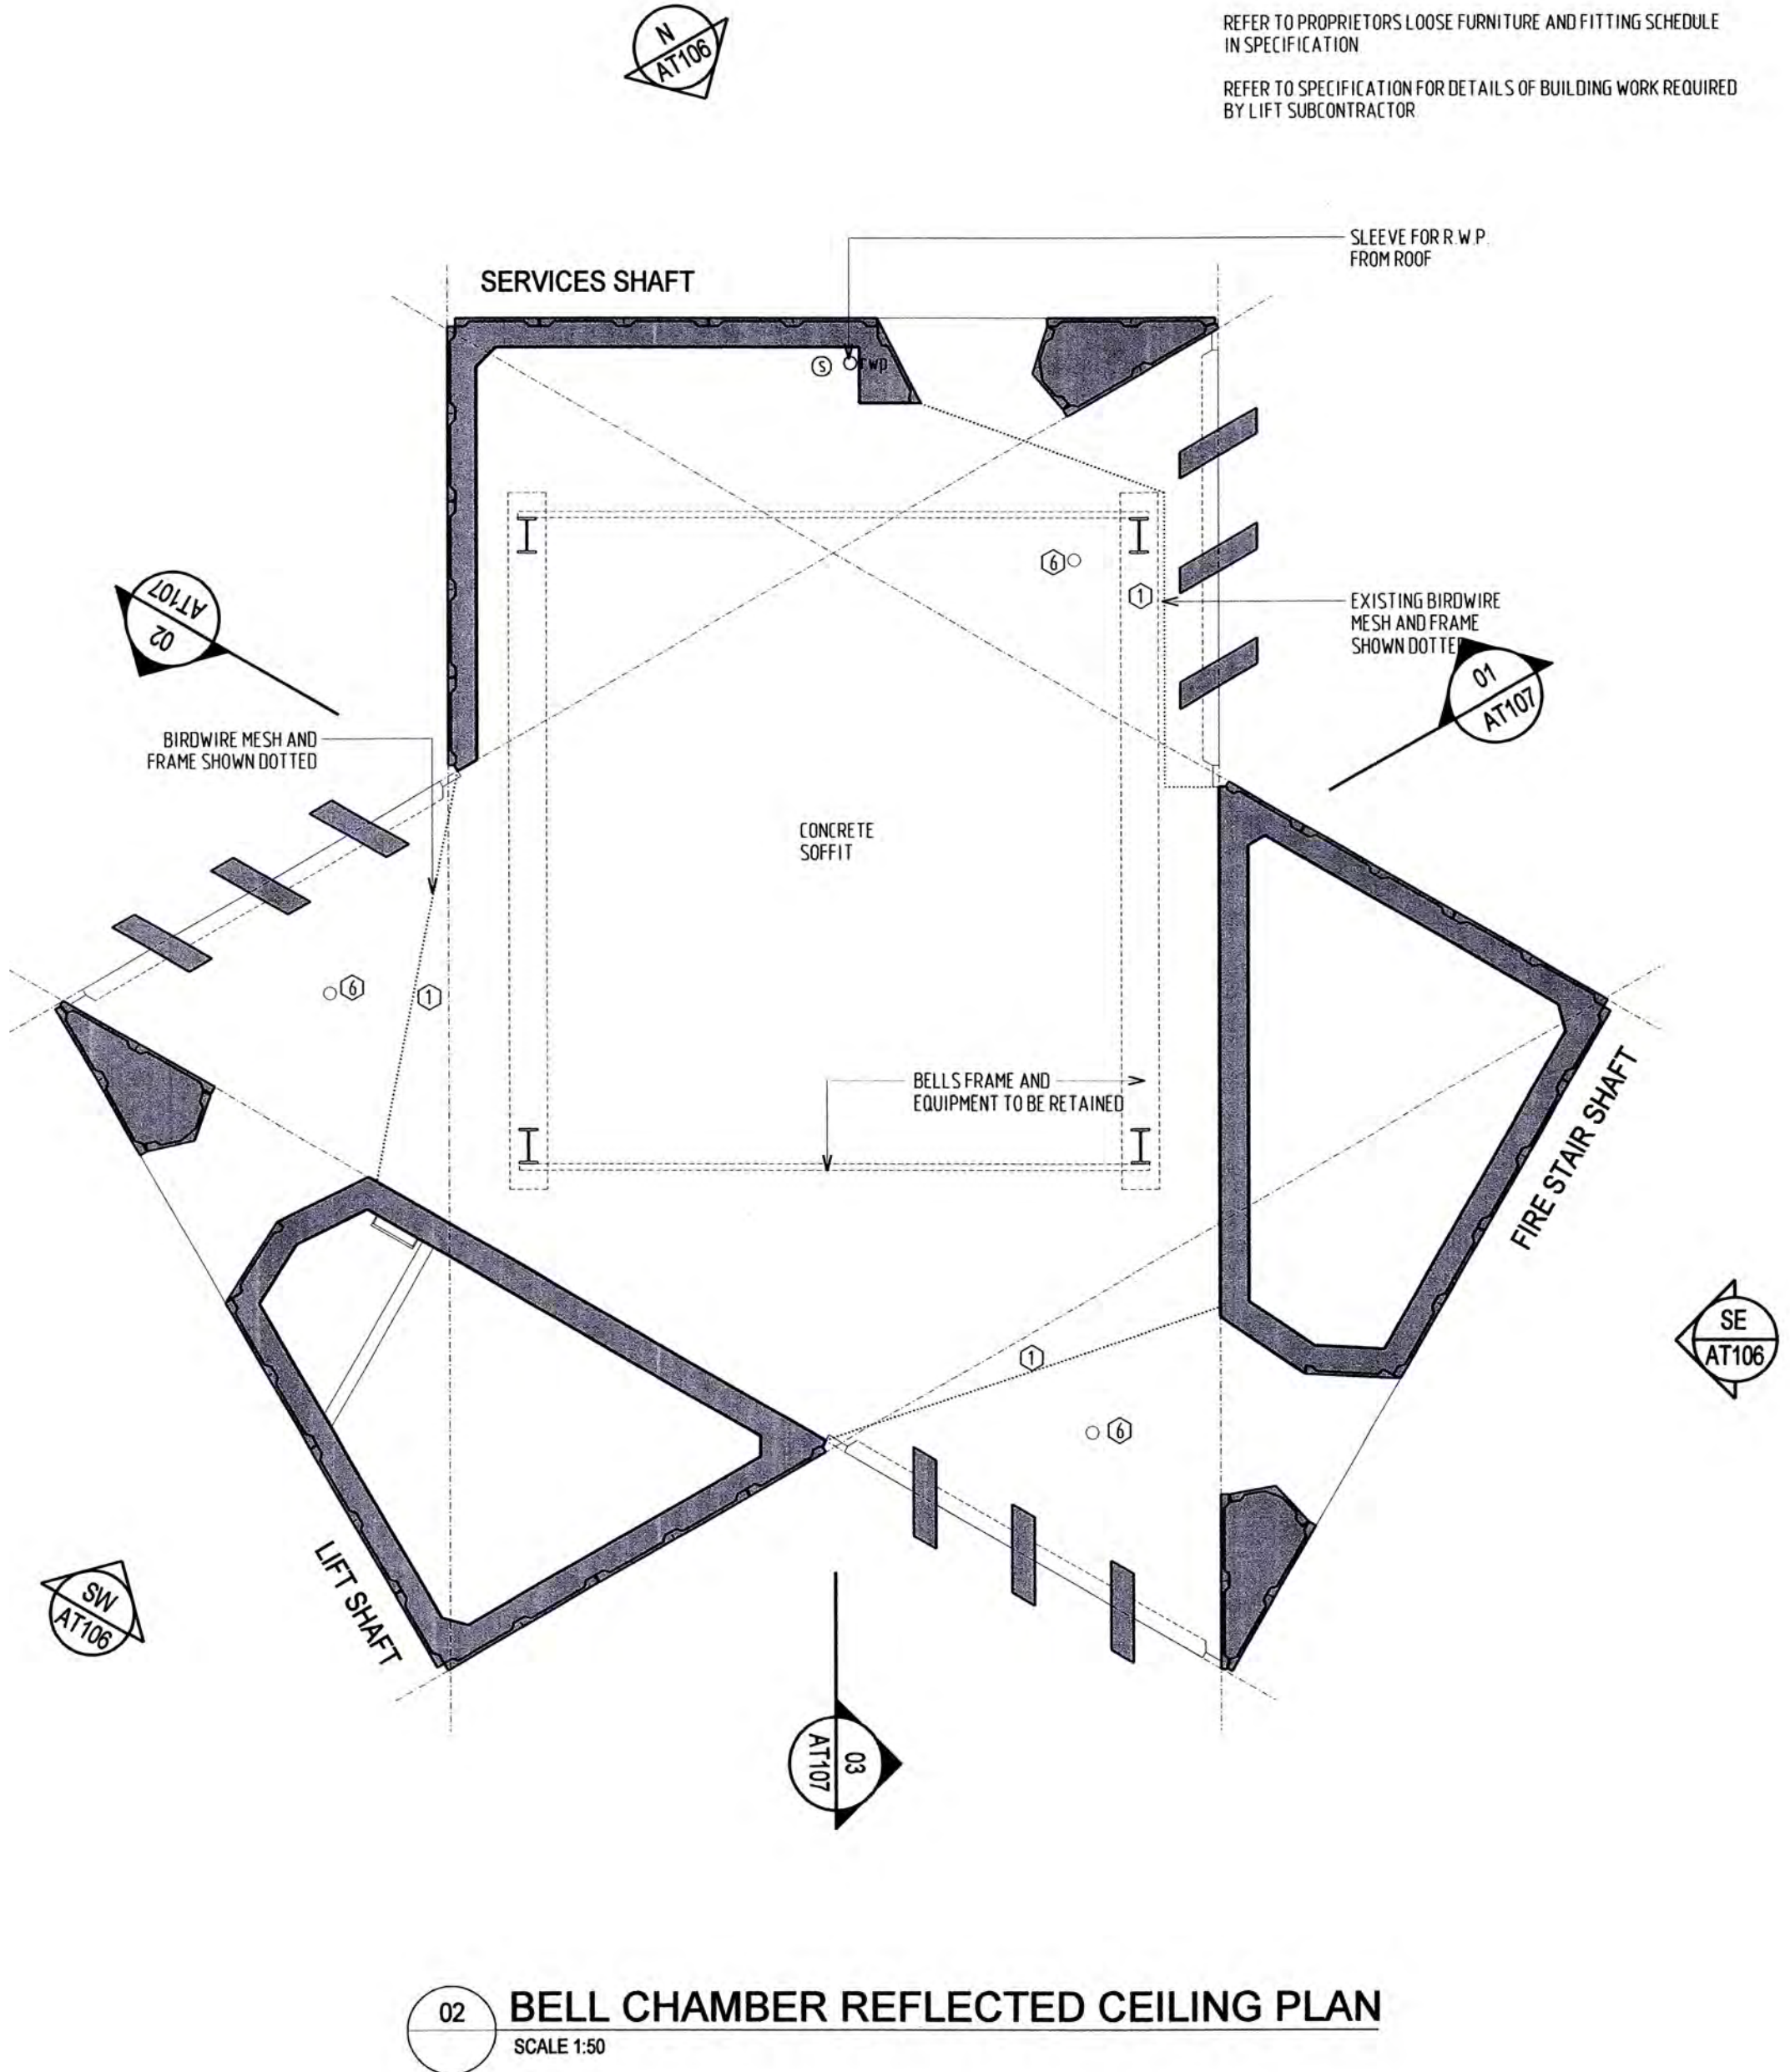 N
AT106
REFER TO PROPRIETORS LOOSE FURNITURE AND FITTING SCHEDULE
IN SPECIFICATION
REFER TO SPECIFICATION FOR DETAILS OF BUILDING WORK REQUIRED
BY LIFT SUBCONTRACTOR
SLEEVE FOR R.W.P.
FROM ROOF
SERVICES SHAFT
S
rwp
6
1
02
AT107
EXISTING BIRDWIRE
MESH AND FRAME
SHOWN DOTTED
01
AT107
BIRDWIRE MESH AND
FRAME SHOWN DOTTED
CONCRETE
SOFFIT
6
1
BELLS FRAME AND
EQUIPMENT TO BE RETAINED
FIRE STAIR SHAFT
SE
AT106
1
6
LIFT SHAFT
SW
AT106
03
AT107
02
BELL CHAMBER REFLECTED CEILING PLAN
SCALE 1:50